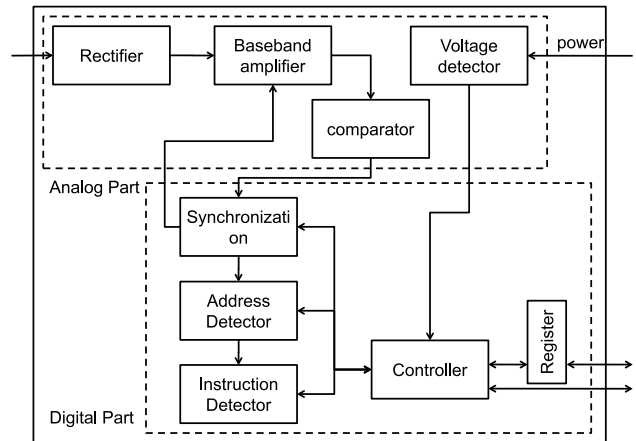 Rectifier
Baseband
amplifier
Voltage
detector
power
comparator
Analog Part
Synchronizati
on
Address
Detector
Instruction
Detector
Controller
Register
Digital Part